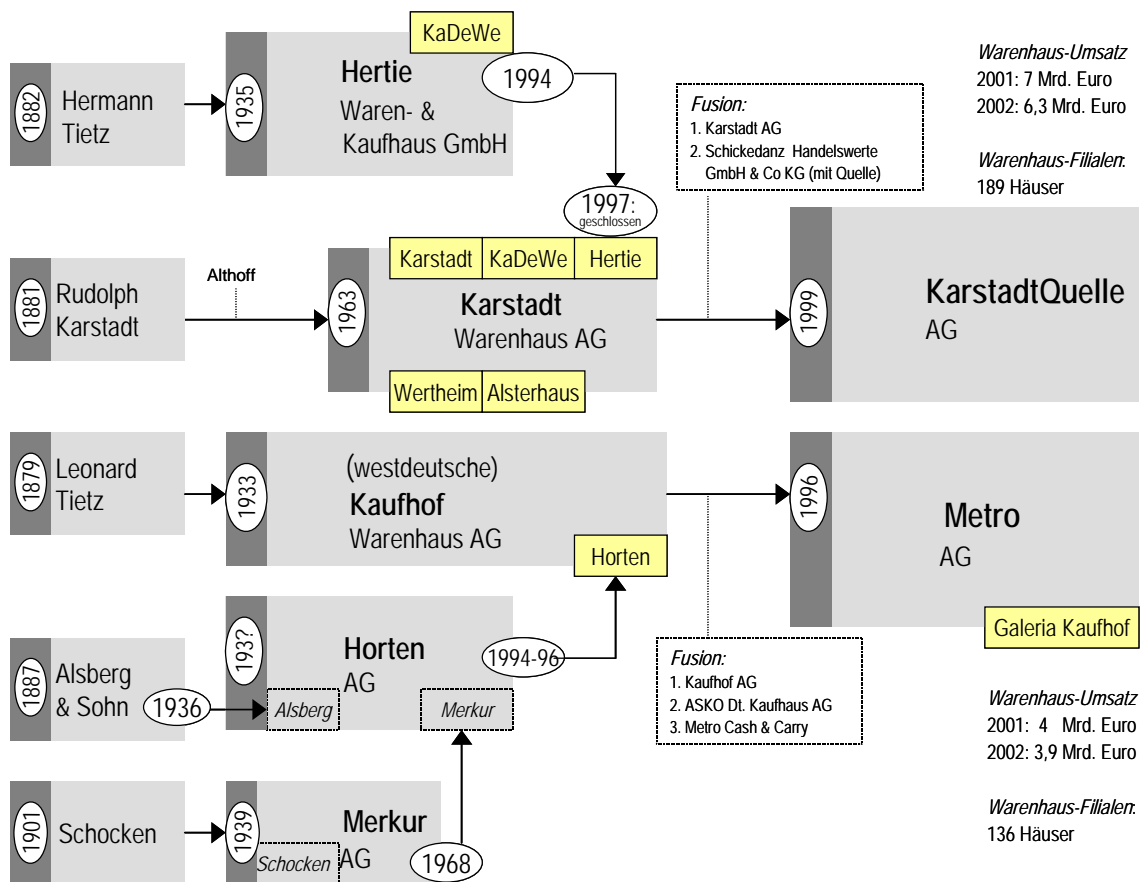 KaDeWe
1882
Hermann
Tietz
1935
Hertie
Waren- &
Kaufhaus GmbH
1994
1997:
geschlossen
Fusion:
1. Karstadt AG
2. Schickedanz Handelswerte
GmbH & Co KG (mit Quelle)
Warenhaus-Umsatz
2001: 7 Mrd. Euro
2002: 6,3 Mrd. Euro
Warenhaus-Filialen:
189 Häuser
1881
Rudolph
Karstadt
Althoff
1963
Karstadt KaDeWe Hertie
Karstadt
Warenhaus AG
Wertheim Alsterhaus
1999
KarstadtQuelle
AG
1879
Leonard
Tietz
1933
(westdeutsche)
Kaufhof
Warenhaus AG
Horten
1996
Metro
AG
Galeria Kaufhof
1887
Alsberg
& Sohn
1936
193?
Horten
AG
Alsberg
Merkur
1994-96
Fusion:
1. Kaufhof AG
2. ASKO Dt. Kaufhaus AG
3. Metro Cash & Carry
Warenhaus-Umsatz
2001: 4 Mrd. Euro
2002: 3,9 Mrd. Euro
Warenhaus-Filialen:
136 Häuser
1901
Schocken
1939
Merkur
AG
Schocken
1968